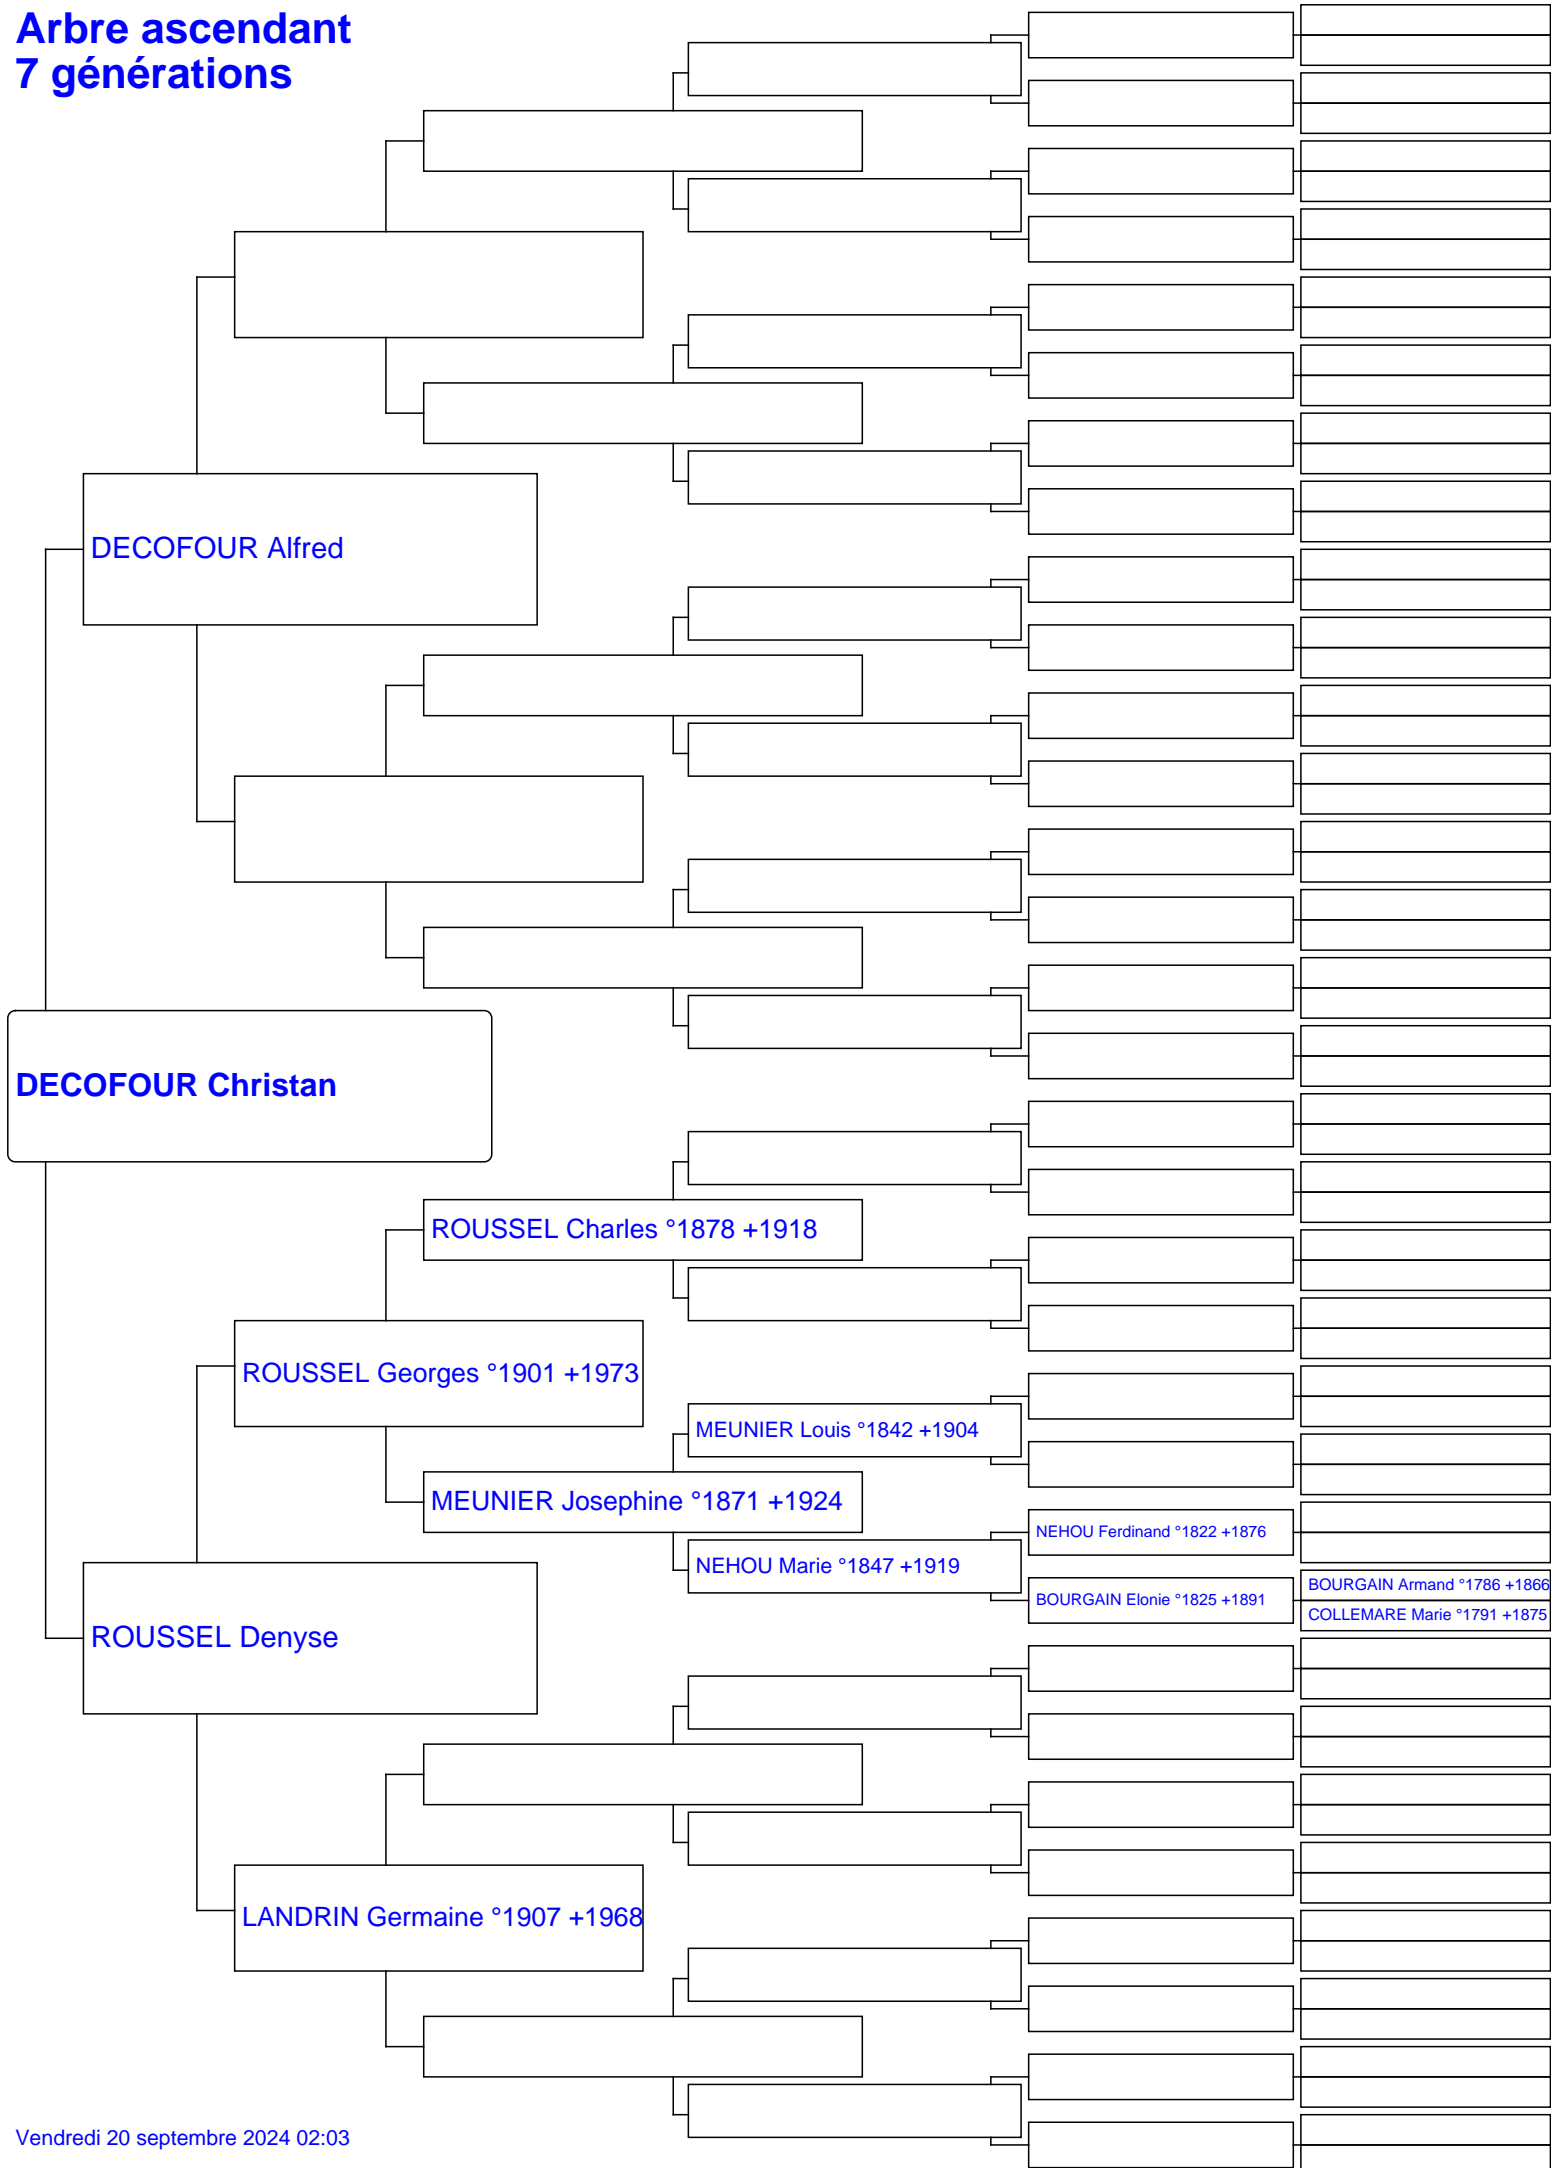 Arbre ascendant
7 générations
DECOFOUR Alfred
DECOFOUR Christan
ROUSSEL Charles °1878 +1918
ROUSSEL Georges °1901 +1973
MEUNIER Louis °1842 +1904
MEUNIER Josephine °1871 +1924
NEHOU Ferdinand °1822 +1876
NEHOU Marie °1847 +1919
BOURGAIN Armand °1786 +1866
BOURGAIN Elonie °1825 +1891
COLLEMARE Marie °1791 +1875
ROUSSEL Denyse
LANDRIN Germaine °1907 +1968
Vendredi 20 septembre 2024 02:03